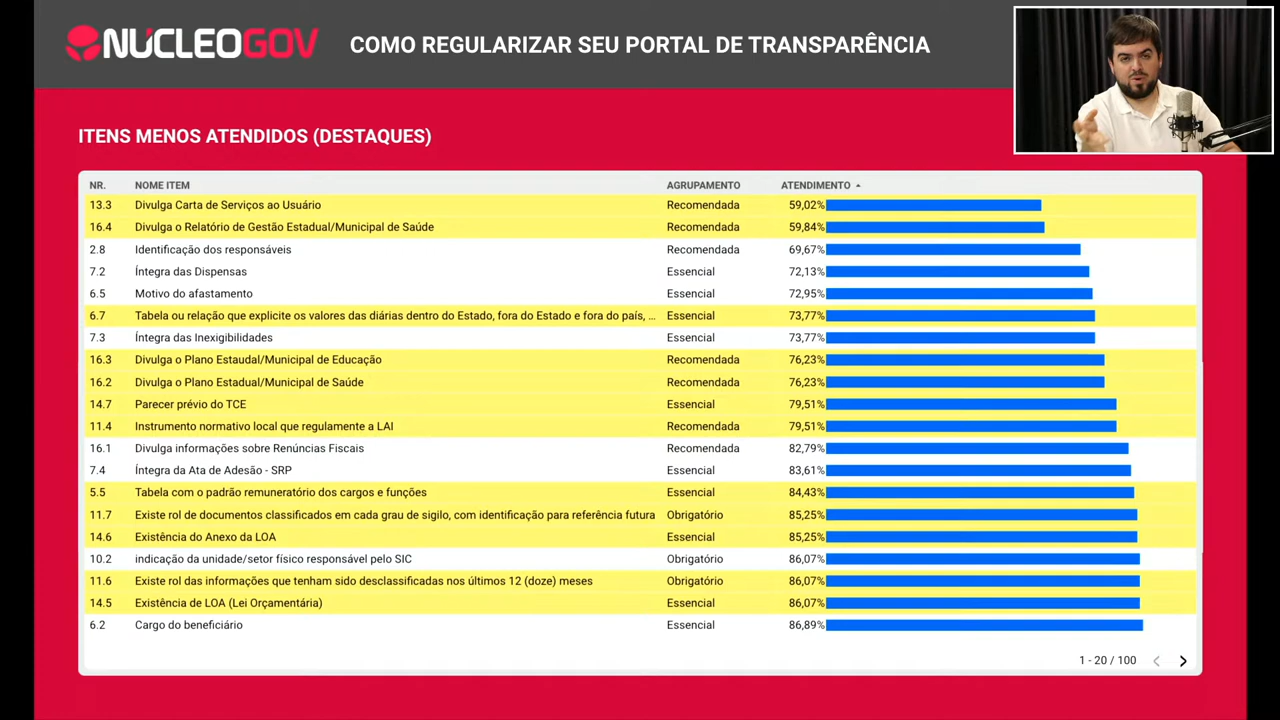 NÚCLEOGOV
COMO REGULARIZAR SEU PORTAL DE TRANSPARÊNCIA
ITENS MENOS ATENDIDOS (DESTAQUES)
NR. NOME ITEM AGRUPAMENTO ATENDIMENTO
13.3 Divulga Carta de Serviços ao Usuário Recomendada 59,02%
16.4 Divulga o Relatório de Gestão Estadual/Municipal de Saúde Recomendada 59,84%
2.8 Identificação dos responsáveis Recomendada 69,67%
7.2 Íntegra das Dispensas Essencial 72,13%
6.5 Motivo do afastamento Essencial 72,95%
6.7 Tabela ou relação que explicite os valores das diárias dentro do Estado, fora do Estado e fora do país, ... Essencial 73,77%
7.3 Íntegra das Inexigibilidades Essencial 73,77%
16.3 Divulga o Plano Estaudal/Municipal de Educação Recomendada 76,23%
16.2 Divulga o Plano Estadual/Municipal de Saúde Recomendada 76,23%
14.7 Parecer prévio do TCE Essencial 79,51%
11.4 Instrumento normativo local que regulamente a LAI Recomendada 79,51%
16.1 Divulga informações sobre Renúncias Fiscais Recomendada 82,79%
7.4 Íntegra da Ata de Adesão - SRP Essencial 83,61%
5.5 Tabela com o padrão remuneratório dos cargos e funções Essencial 84,43%
11.7 Existe rol de documentos classificados em cada grau de sigilo, com identificação para referência futura Obrigatório 85,25%
14.6 Existência do Anexo da LOA Essencial 85,25%
10.2 indicação da unidade/setor físico responsável pelo SIC Obrigatório 86,07%
11.6 Existe rol das informações que tenham sido desclassificadas nos últimos 12 (doze) meses Obrigatório 86,07%
14.5 Existência de LOA (Lei Orçamentária) Essencial 86,07%
6.2 Cargo do beneficiário Essencial 86,89%
1 - 20 / 100